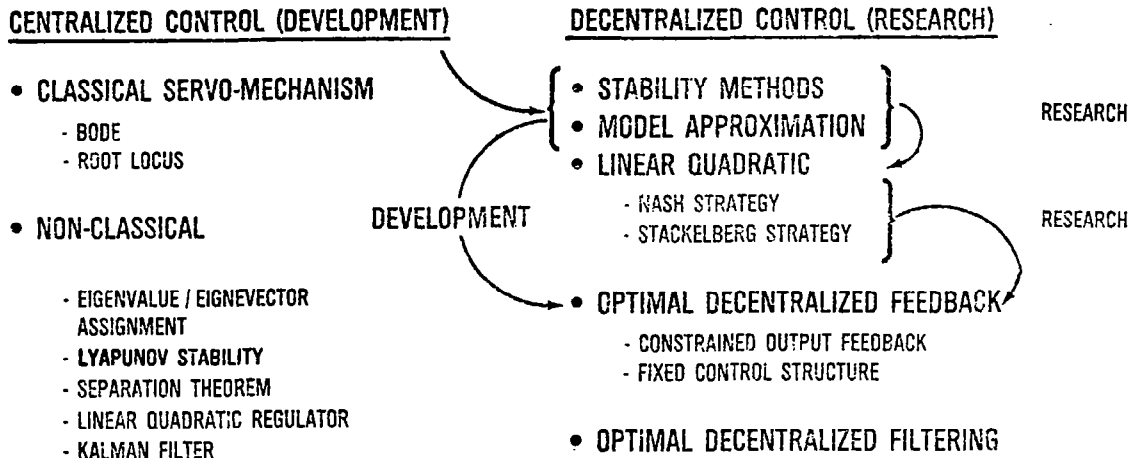 CENTRALIZED CONTROL (DEVELOPMENT)
• CLASSICAL SERVO-MECHANISM
- BODE
- ROOT LOCUS
• NON-CLASSICAL
- EIGENVALUE / EIGNEVECTOR
ASSIGNMENT
- LYAPUNOV STABILITY
- SEPARATION THEOREM
- LINEAR QUADRATIC REGULATOR
- KALMAN FILTER
DEVELOPMENT
DECENTRALIZED CONTROL (RESEARCH)
• STABILITY METHODS
• MODEL APPROXIMATION
RESEARCH
• LINEAR QUADRATIC
- NASH STRATEGY
- STACKELBERG STRATEGY
RESEARCH
• OPTIMAL DECENTRALIZED FEEDBACK
- CONSTRAINED OUTPUT FEEDBACK
- FIXED CONTROL STRUCTURE
• OPTIMAL DECENTRALIZED FILTERING